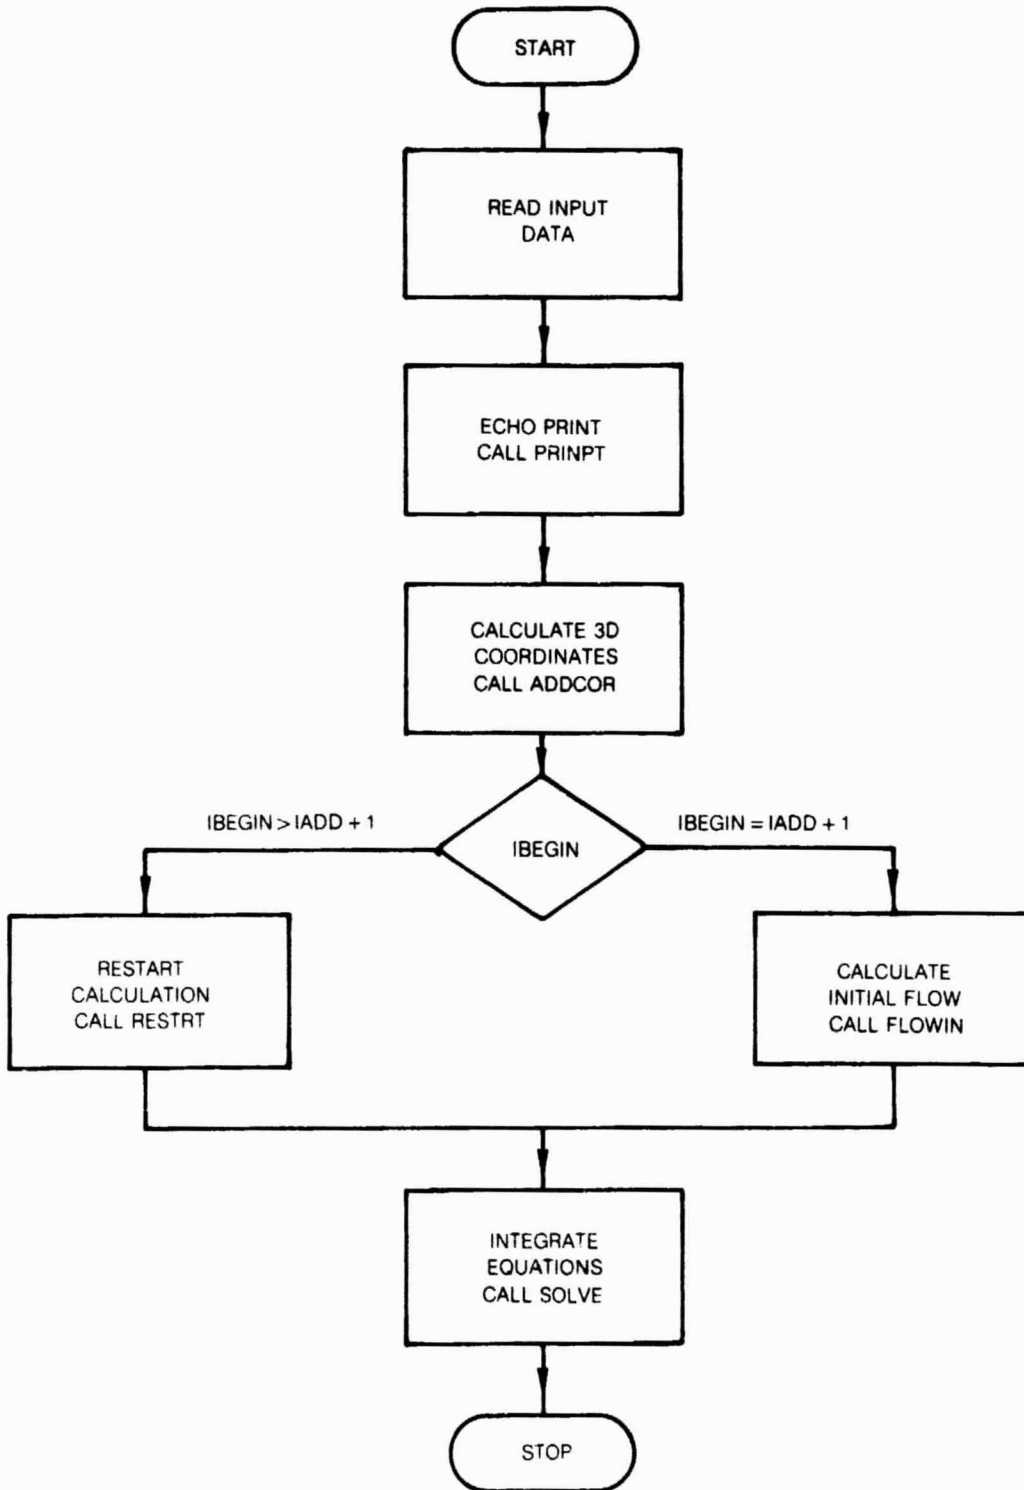 START
READ INPUT
DATA
ECHO PRINT
CALL PRINPT
CALCULATE 3D
COORDINATES
CALL ADDCOR
IBEGIN > IADD + 1
IBEGIN = IADD + 1
IBEGIN
RESTART
CALCULATION
CALL RESTRT
CALCULATE
INITIAL FLOW
CALL FLOWIN
INTEGRATE
EQUATIONS
CALL SOLVE
STOP